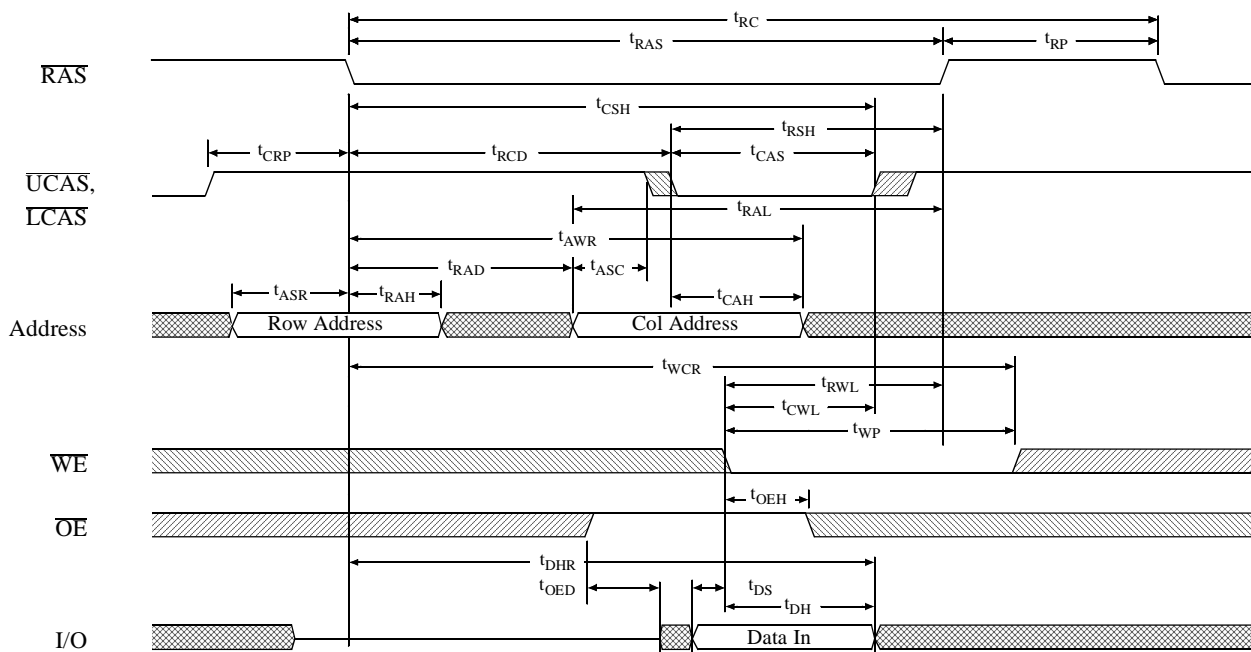 tRC
tRAS
tRP
RAS
tCSH
tRSH
tCRP
tRCD
tCAS
UCAS,
LCAS
tRAL
tAWR
tRAD
tASC
tASR
tRAH
tCAH
Address
Row Address
Col Address
tWCR
tRWL
tCWL
tWP
WE
tOEH
OE
tDHR
tOED
tDS
tDH
I/O
Data In